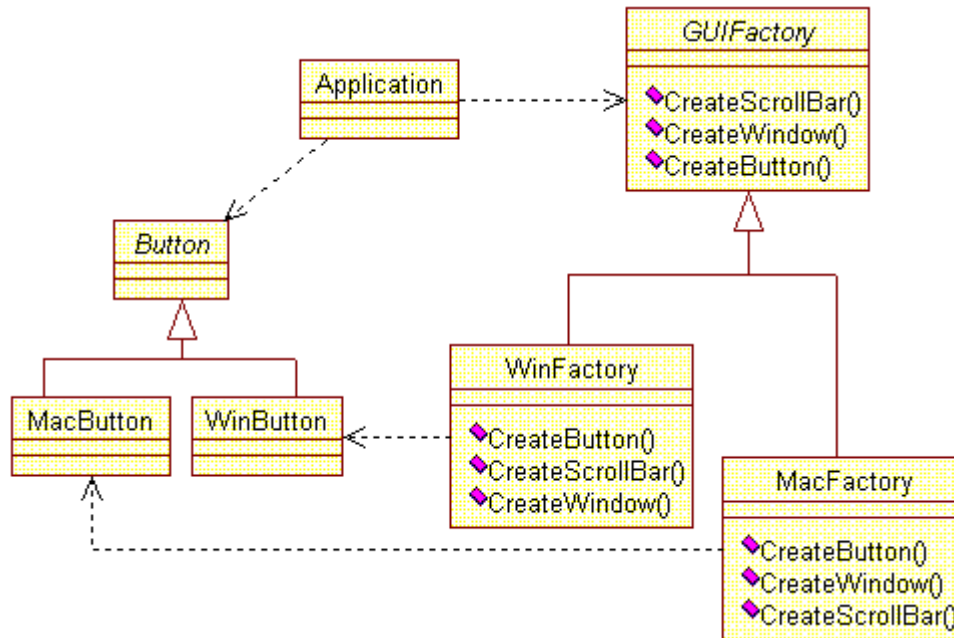 GUIFactory
CreateScrollBar()
CreateWindow()
CreateButton()
Application
Button
MacButton
WinButton
WinFactory
CreateButton()
CreateScrollBar()
CreateWindow()
MacFactory
CreateButton()
CreateWindow()
CreateScrollBar()